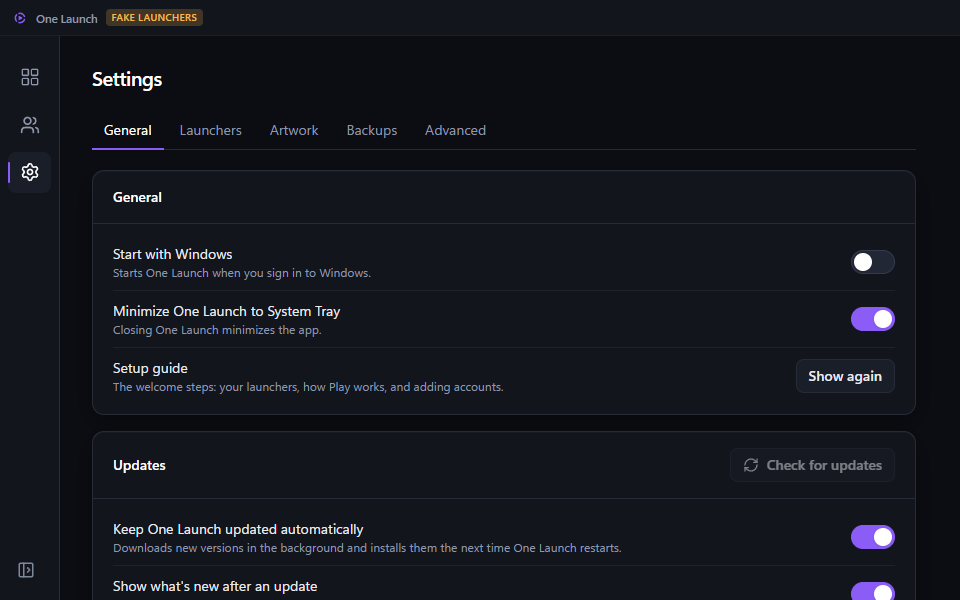 One Launch FAKE LAUNCHERS
Settings
General Launchers Artwork Backups Advanced
General
Start with Windows
Starts One Launch when you sign in to Windows.
Minimize One Launch to System Tray
Closing One Launch minimizes the app.
Setup guide
The welcome steps: your launchers, how Play works, and adding accounts.
Show again
Updates
Check for updates
Keep One Launch updated automatically
Downloads new versions in the background and installs them the next time One Launch restarts.
Show what's new after an update